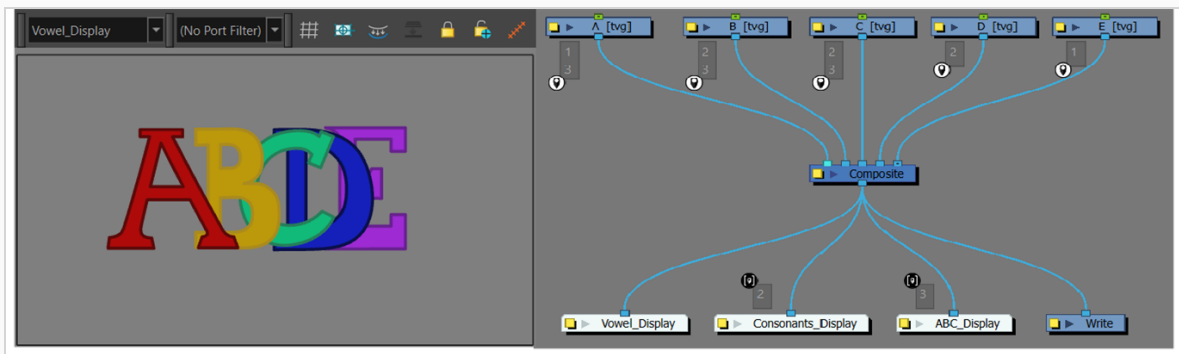 Vowel_Display (No Port Filter)
A [tvg] B [tvg] C [tvg] D [tvg] E [tvg]
1 2 2 2 1
3 3 3
ABCDE
Composite
2 3
Vowel_Display Consonants_Display ABC_Display Write